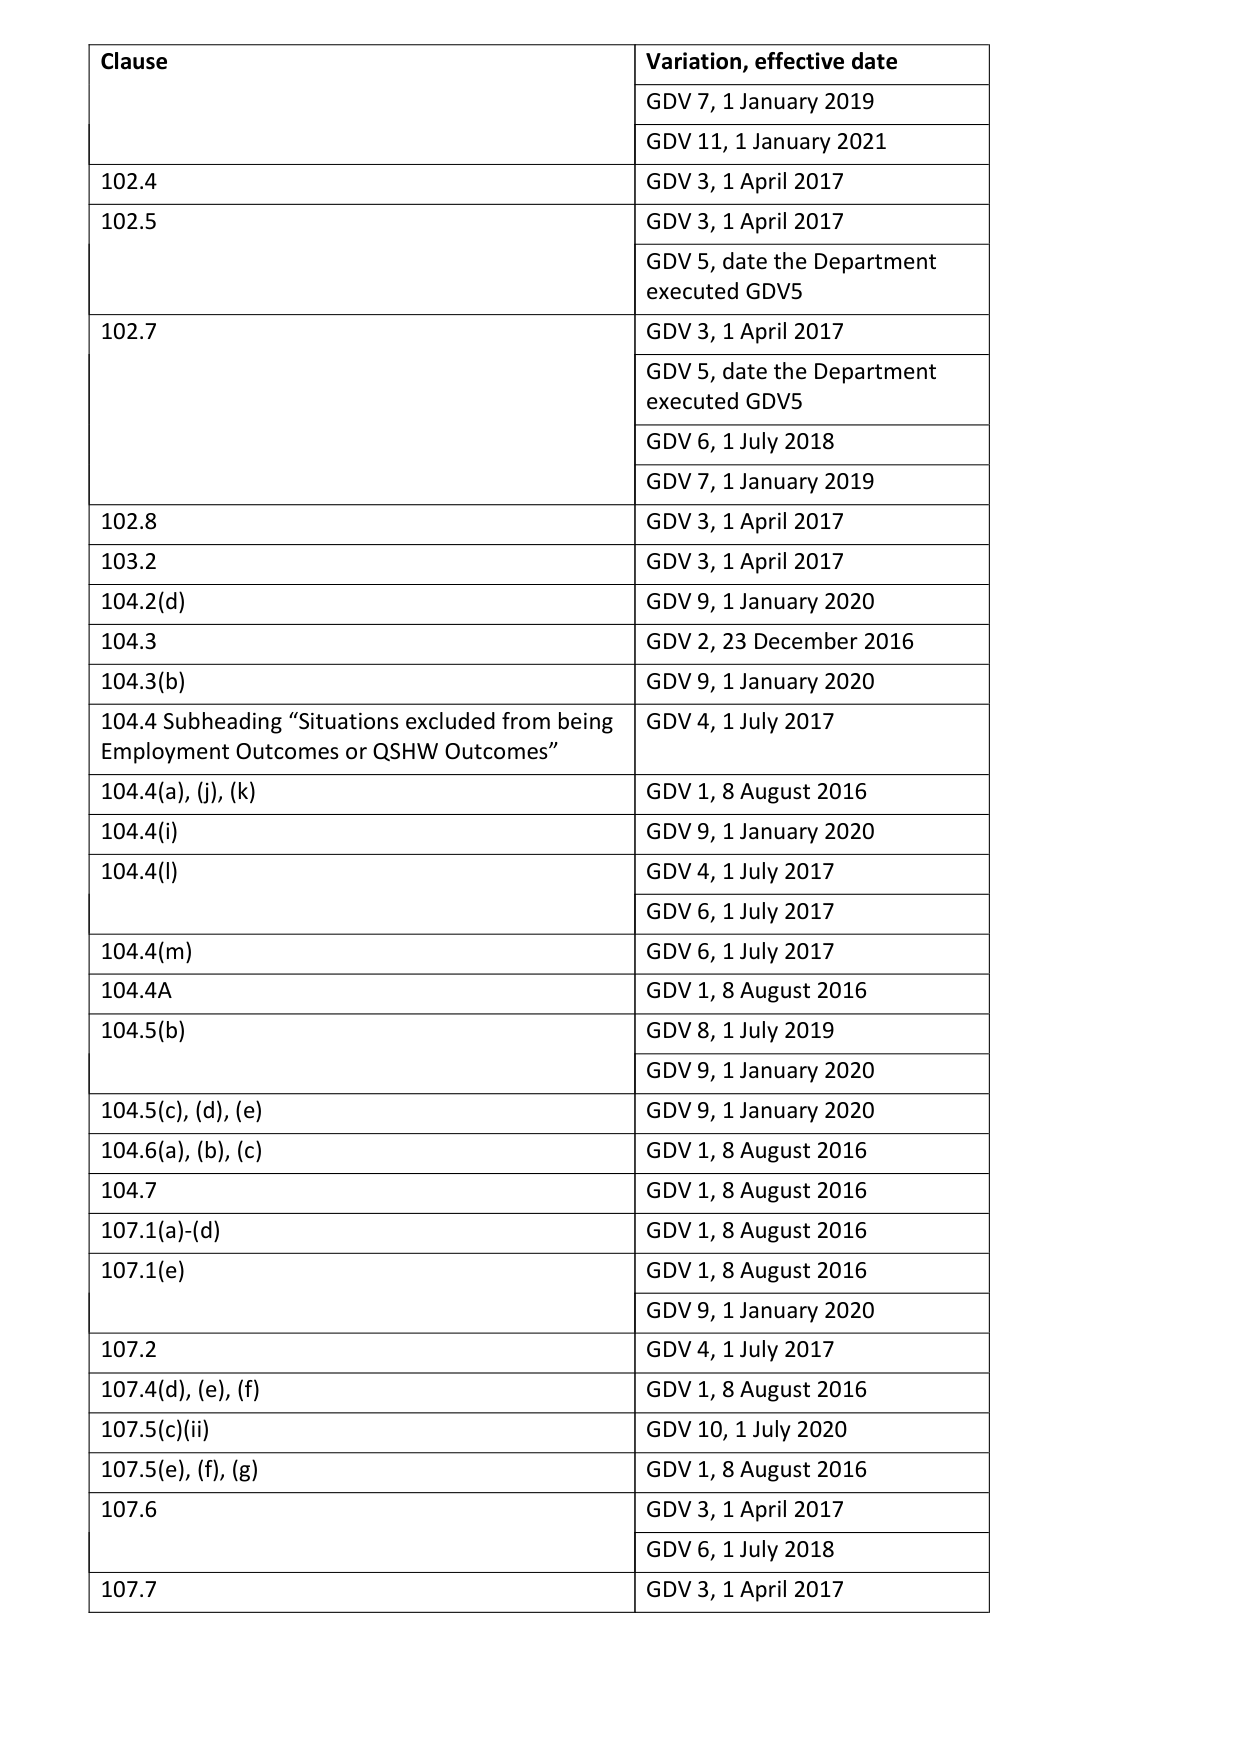 Clause
Variation, effective date
GDV 7, 1 January 2019
GDV 11, 1 January 2021
102.4
GDV 3, 1 April 2017
102.5
GDV 3, 1 April 2017
GDV 5, date the Department
executed GDV5
102.7
GDV 3, 1 April 2017
GDV 5, date the Department
executed GDV5
GDV 6, 1 July 2018
GDV 7, 1 January 2019
102.8
GDV 3, 1 April 2017
103.2
GDV 3, 1 April 2017
104.2(d)
GDV 9, 1 January 2020
104.3
GDV 2, 23 December 2016
104.3(b)
GDV 9, 1 January 2020
104.4 Subheading “Situations excluded from being
Employment Outcomes or QSHW Outcomes”
GDV 4, 1 July 2017
104.4(a), (j), (k)
GDV 1, 8 August 2016
104.4(i)
GDV 9, 1 January 2020
104.4(l)
GDV 4, 1 July 2017
GDV 6, 1 July 2017
104.4(m)
GDV 6, 1 July 2017
104.4A
GDV 1, 8 August 2016
104.5(b)
GDV 8, 1 July 2019
GDV 9, 1 January 2020
104.5(c), (d), (e)
GDV 9, 1 January 2020
104.6(a), (b), (c)
GDV 1, 8 August 2016
104.7
GDV 1, 8 August 2016
107.1(a)-(d)
GDV 1, 8 August 2016
107.1(e)
GDV 1, 8 August 2016
GDV 9, 1 January 2020
107.2
GDV 4, 1 July 2017
107.4(d), (e), (f)
GDV 1, 8 August 2016
107.5(c)(ii)
GDV 10, 1 July 2020
107.5(e), (f), (g)
GDV 1, 8 August 2016
107.6
GDV 3, 1 April 2017
GDV 6, 1 July 2018
107.7
GDV 3, 1 April 2017